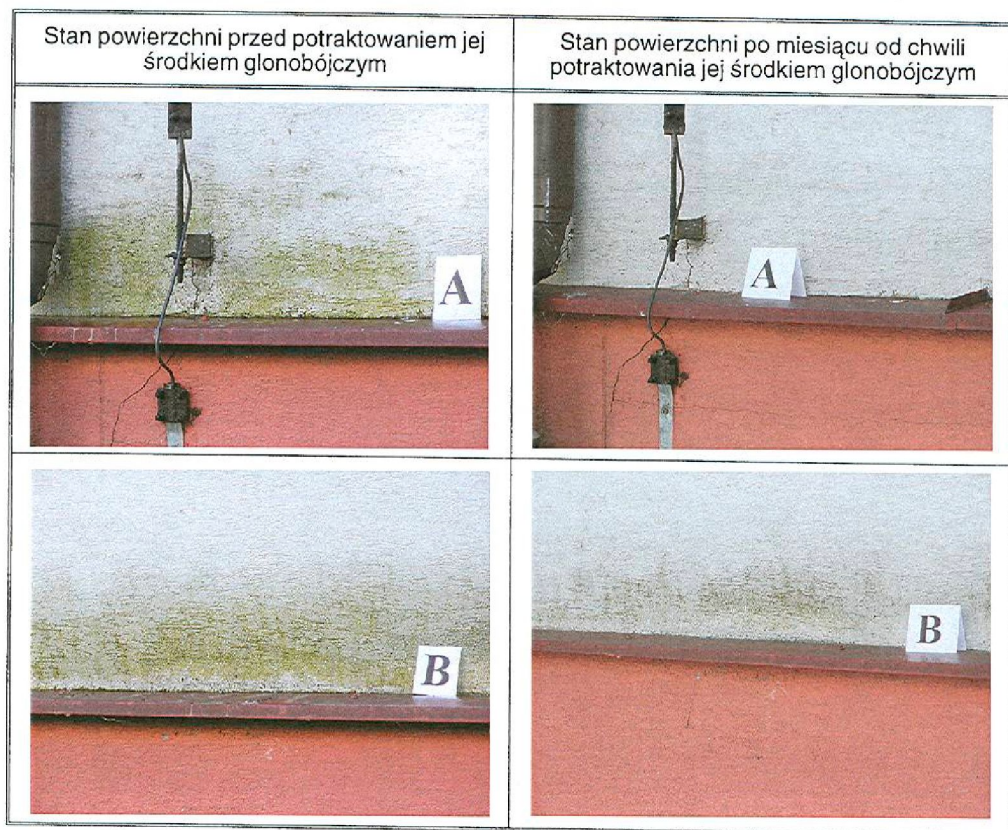 Stan powierzchni przed potraktowaniem jej
środkiem glonobójczym
Stan powierzchni po miesiącu od chwili
potraktowania jej środkiem glonobójczym
A
A
B
B